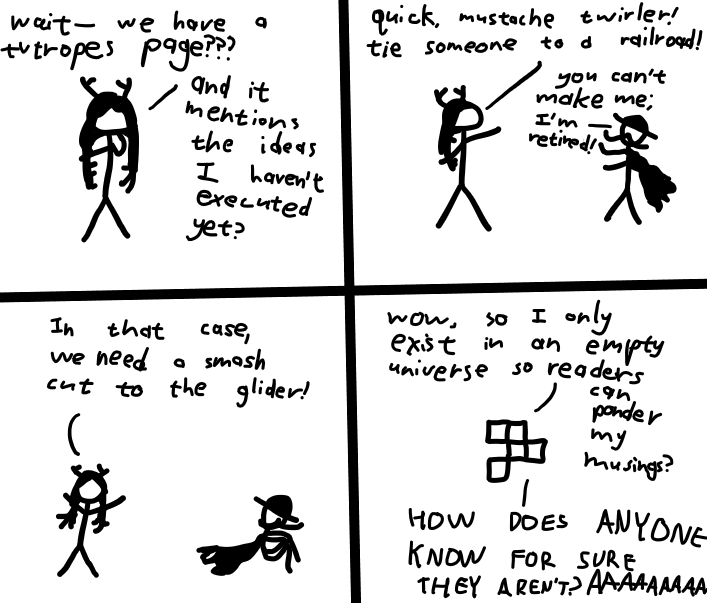 wait— we have a
tvtropes page???
and it
mentions
the ideas
I haven't
executed
yet?
quick, mustache twirler!
tie someone to a railroad!
you can't
make me;
I'm
retired!
In that case,
we need a smash
cut to the glider!
wow, so I only
exist in an empty
universe so readers
can
ponder
my
musings?
HOW DOES ANYONE
KNOW FOR SURE
THEY AREN'T? AAAAAAAAA